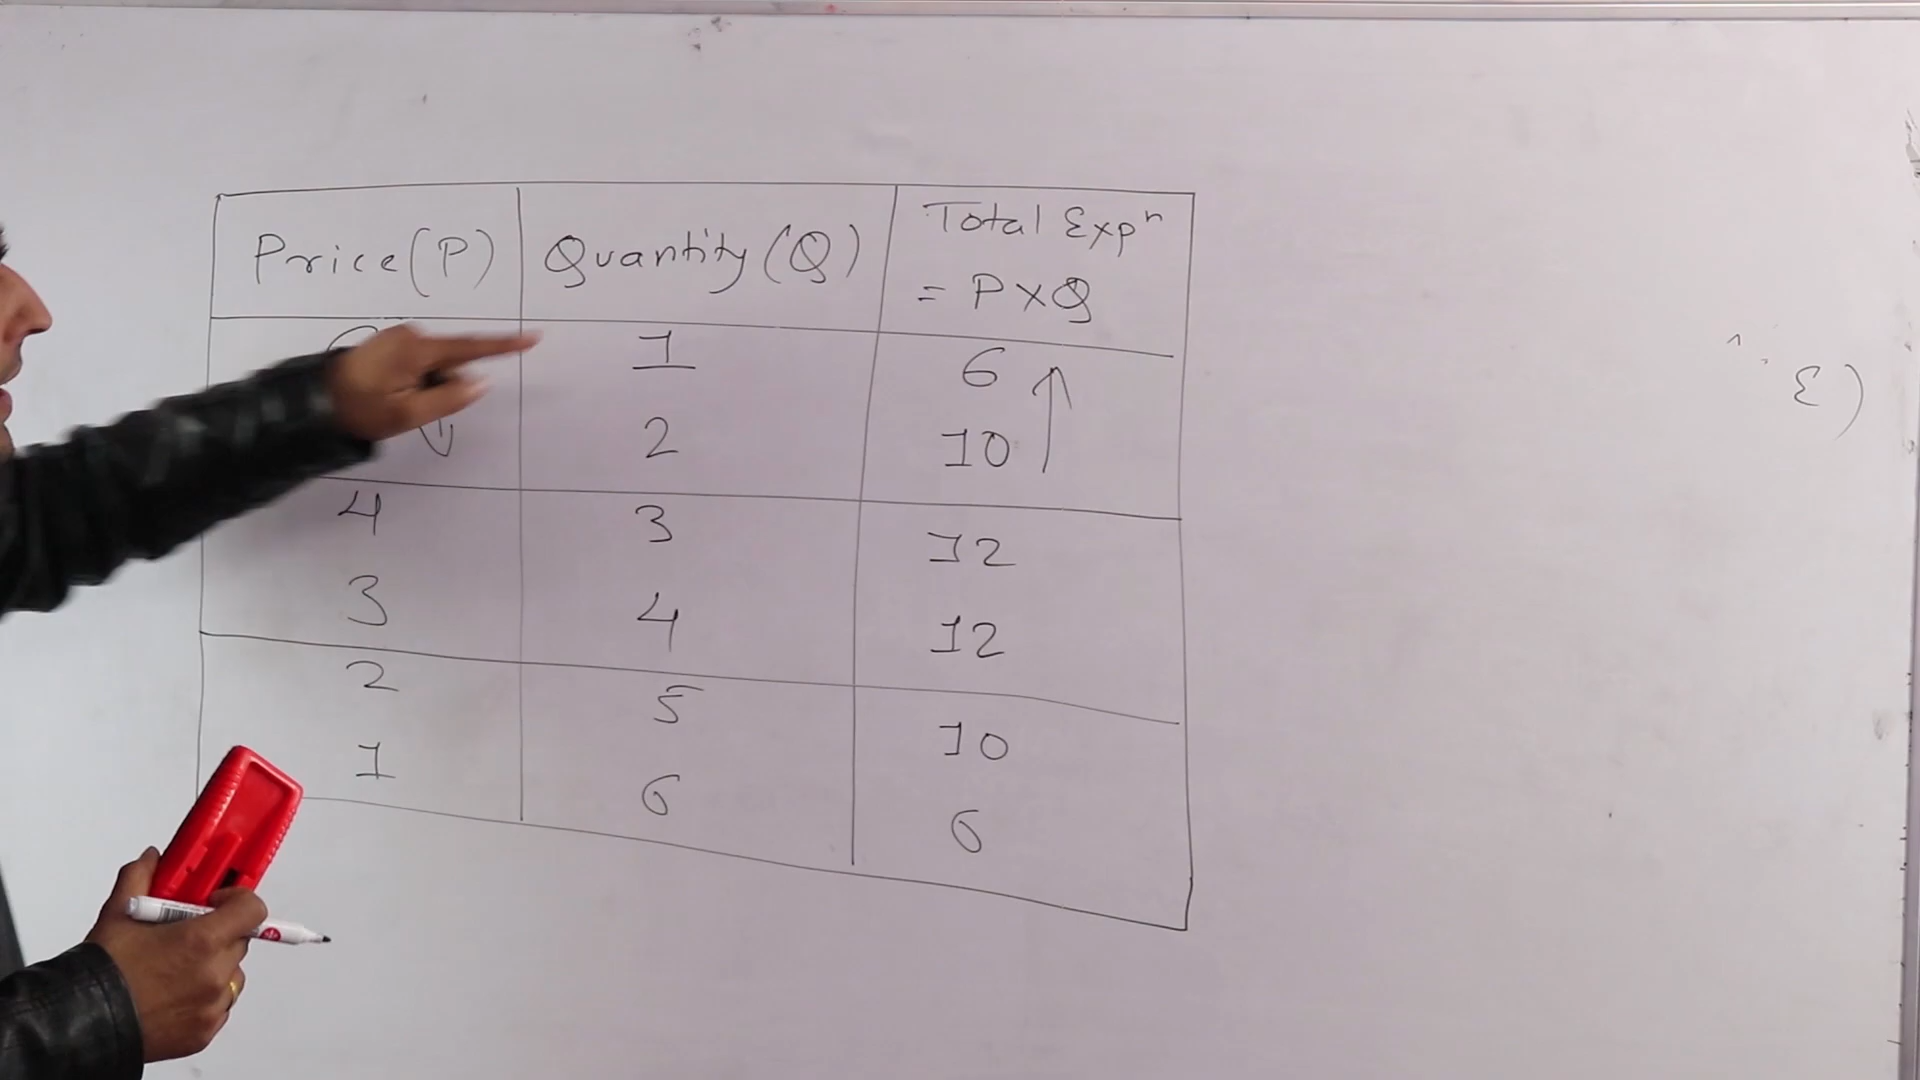 Price (P) Quantity (Q) Total Expⁿ
= P×Q
1 6 ↑
2 10
4 3 12
3 4 12
2 5 10
1 6 6
ε)